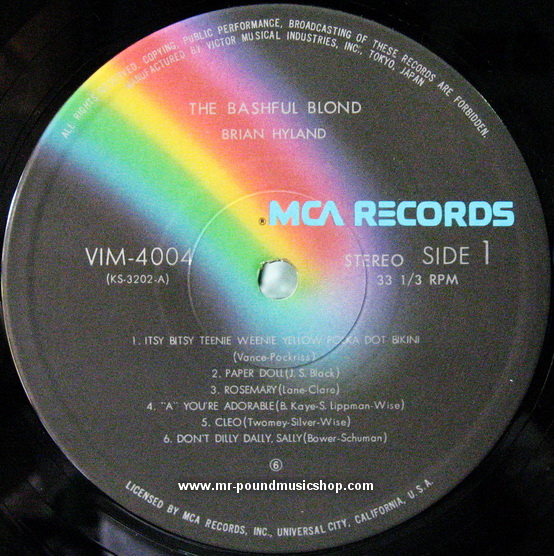 ALL RIGHTS RESERVED. COPYING, PUBLIC PERFORMANCE, BROADCASTING OF THESE RECORDS ARE FORBIDDEN.
MANUFACTURED BY VICTOR MUSICAL INDUSTRIES, INC., TOKYO, JAPAN
THE BASHFUL BLOND
BRIAN HYLAND
® MCA RECORDS
VIM-4004
(KS-3202-A)
STEREO SIDE 1
33 1/3 RPM
1. ITSY BITSY TEENIE WEENIE YELLOW POLKA DOT BIKINI
(Vance-Pockriss)
2. PAPER DOLL(J. S. Black)
3. ROSEMARY(Lane-Clare)
4. "A" YOU'RE ADORABLE(B. Kaye-S. Lippman-Wise)
5. CLEO(Twomey-Silver-Wise)
6. DON'T DILLY DALLY, SALLY(Bower-Schuman)
⑥
www.mr-poundmusicshop.com
LICENSED BY MCA RECORDS, INC., UNIVERSAL CITY, CALIFORNIA, U.S.A.